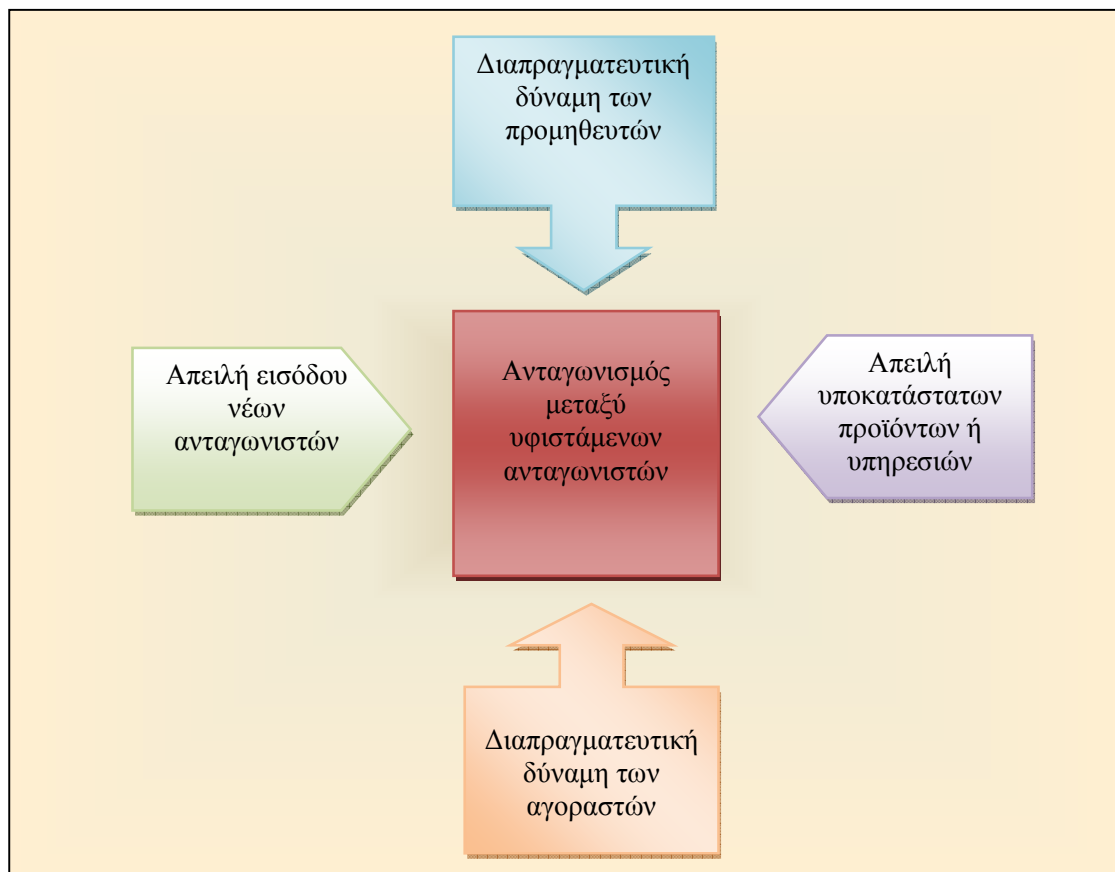 Διαπραγματευτική
δύναμη των
προμηθευτών
Απειλή εισόδου
νέων
ανταγωνιστών
Ανταγωνισμός
μεταξύ
υφιστάμενων
ανταγωνιστών
Απειλή
υποκατάστατων
προϊόντων ή
υπηρεσιών
Διαπραγματευτική
δύναμη των
αγοραστών